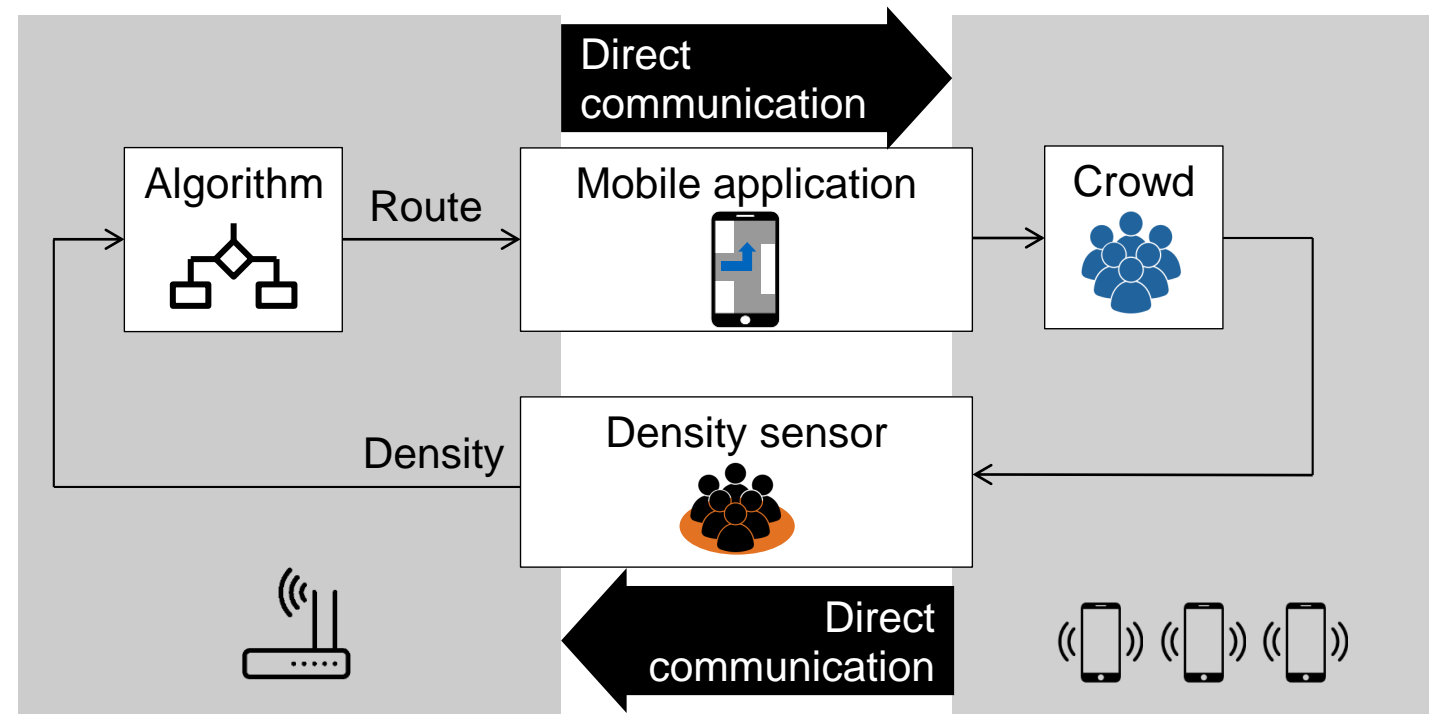 Direct
communication
Algorithm
Route
Mobile application
Crowd
Density
Density sensor
Direct
communication